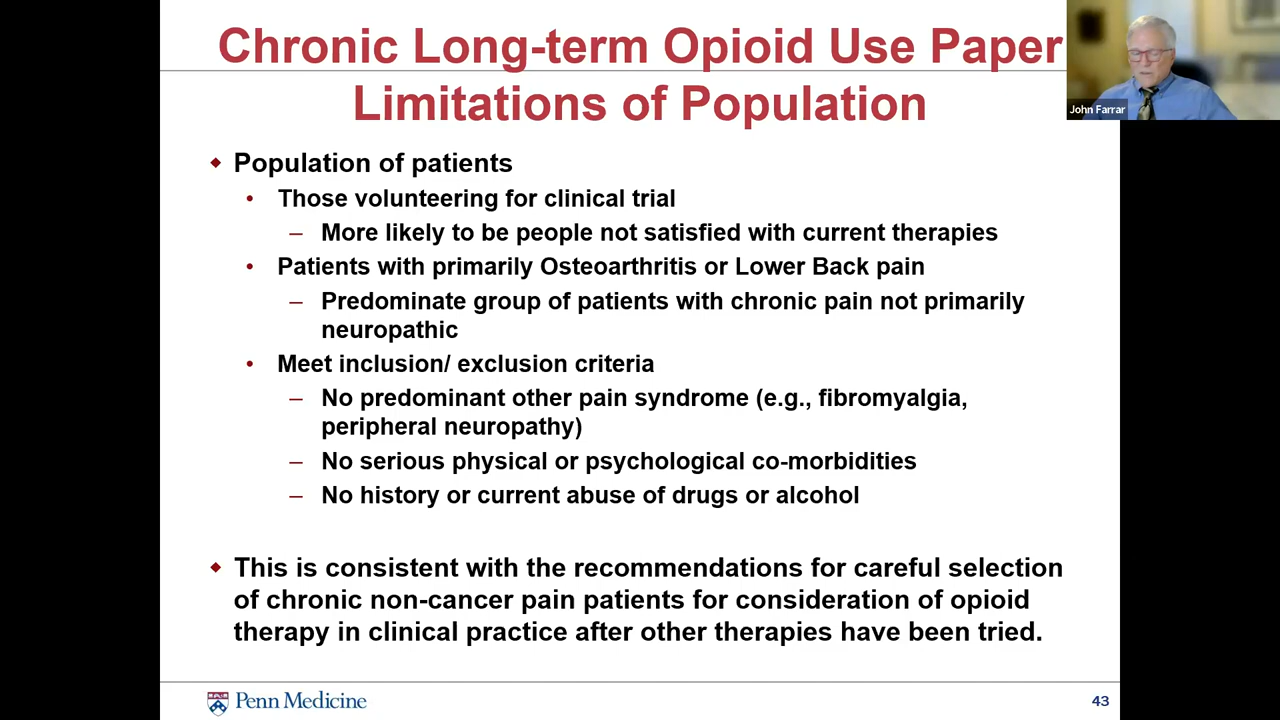 Chronic Long-term Opioid Use Paper
Limitations of Population
John Farrar
Population of patients
Those volunteering for clinical trial
– More likely to be people not satisfied with current therapies
Patients with primarily Osteoarthritis or Lower Back pain
– Predominate group of patients with chronic pain not primarily
neuropathic
Meet inclusion/ exclusion criteria
– No predominant other pain syndrome (e.g., fibromyalgia,
peripheral neuropathy)
– No serious physical or psychological co-morbidities
– No history or current abuse of drugs or alcohol
This is consistent with the recommendations for careful selection
of chronic non-cancer pain patients for consideration of opioid
therapy in clinical practice after other therapies have been tried.
Penn Medicine
43